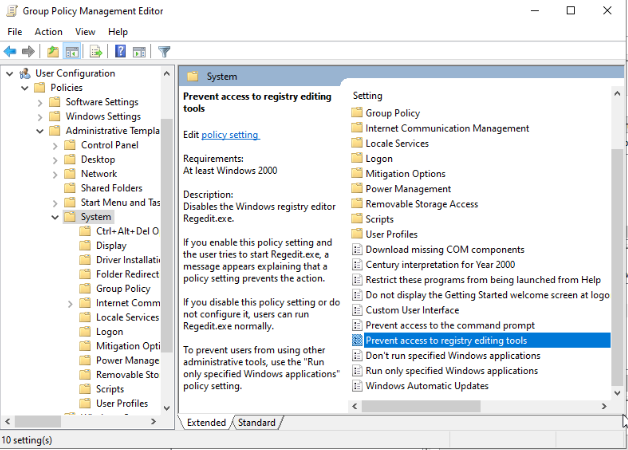 Group Policy Management Editor
File Action View Help
User Configuration
Policies
Software Settings
Windows Settings
Administrative Templa
Control Panel
Desktop
Network
Shared Folders
Start Menu and Tas
System
Ctrl+Alt+Del O
Display
Driver Installati
Folder Redirect
Group Policy
Internet Comm
Locale Services
Logon
Mitigation Opti
Power Manage
Removable Sto
Scripts
User Profiles
System
Prevent access to registry editing
tools
Edit policy setting
Requirements:
At least Windows 2000
Description:
Disables the Windows registry editor
Regedit.exe.
If you enable this policy setting and
the user tries to start Regedit.exe, a
message appears explaining that a
policy setting prevents the action.
If you disable this policy setting or do
not configure it, users can run
Regedit.exe normally.
To prevent users from using other
administrative tools, use the "Run
only specified Windows applications"
policy setting.
Setting
Group Policy
Internet Communication Management
Locale Services
Logon
Mitigation Options
Power Management
Removable Storage Access
Scripts
User Profiles
Download missing COM components
Century interpretation for Year 2000
Restrict these programs from being launched from Help
Do not display the Getting Started welcome screen at logo
Custom User Interface
Prevent access to the command prompt
Prevent access to registry editing tools
Don't run specified Windows applications
Run only specified Windows applications
Windows Automatic Updates
Extended Standard
10 setting(s)